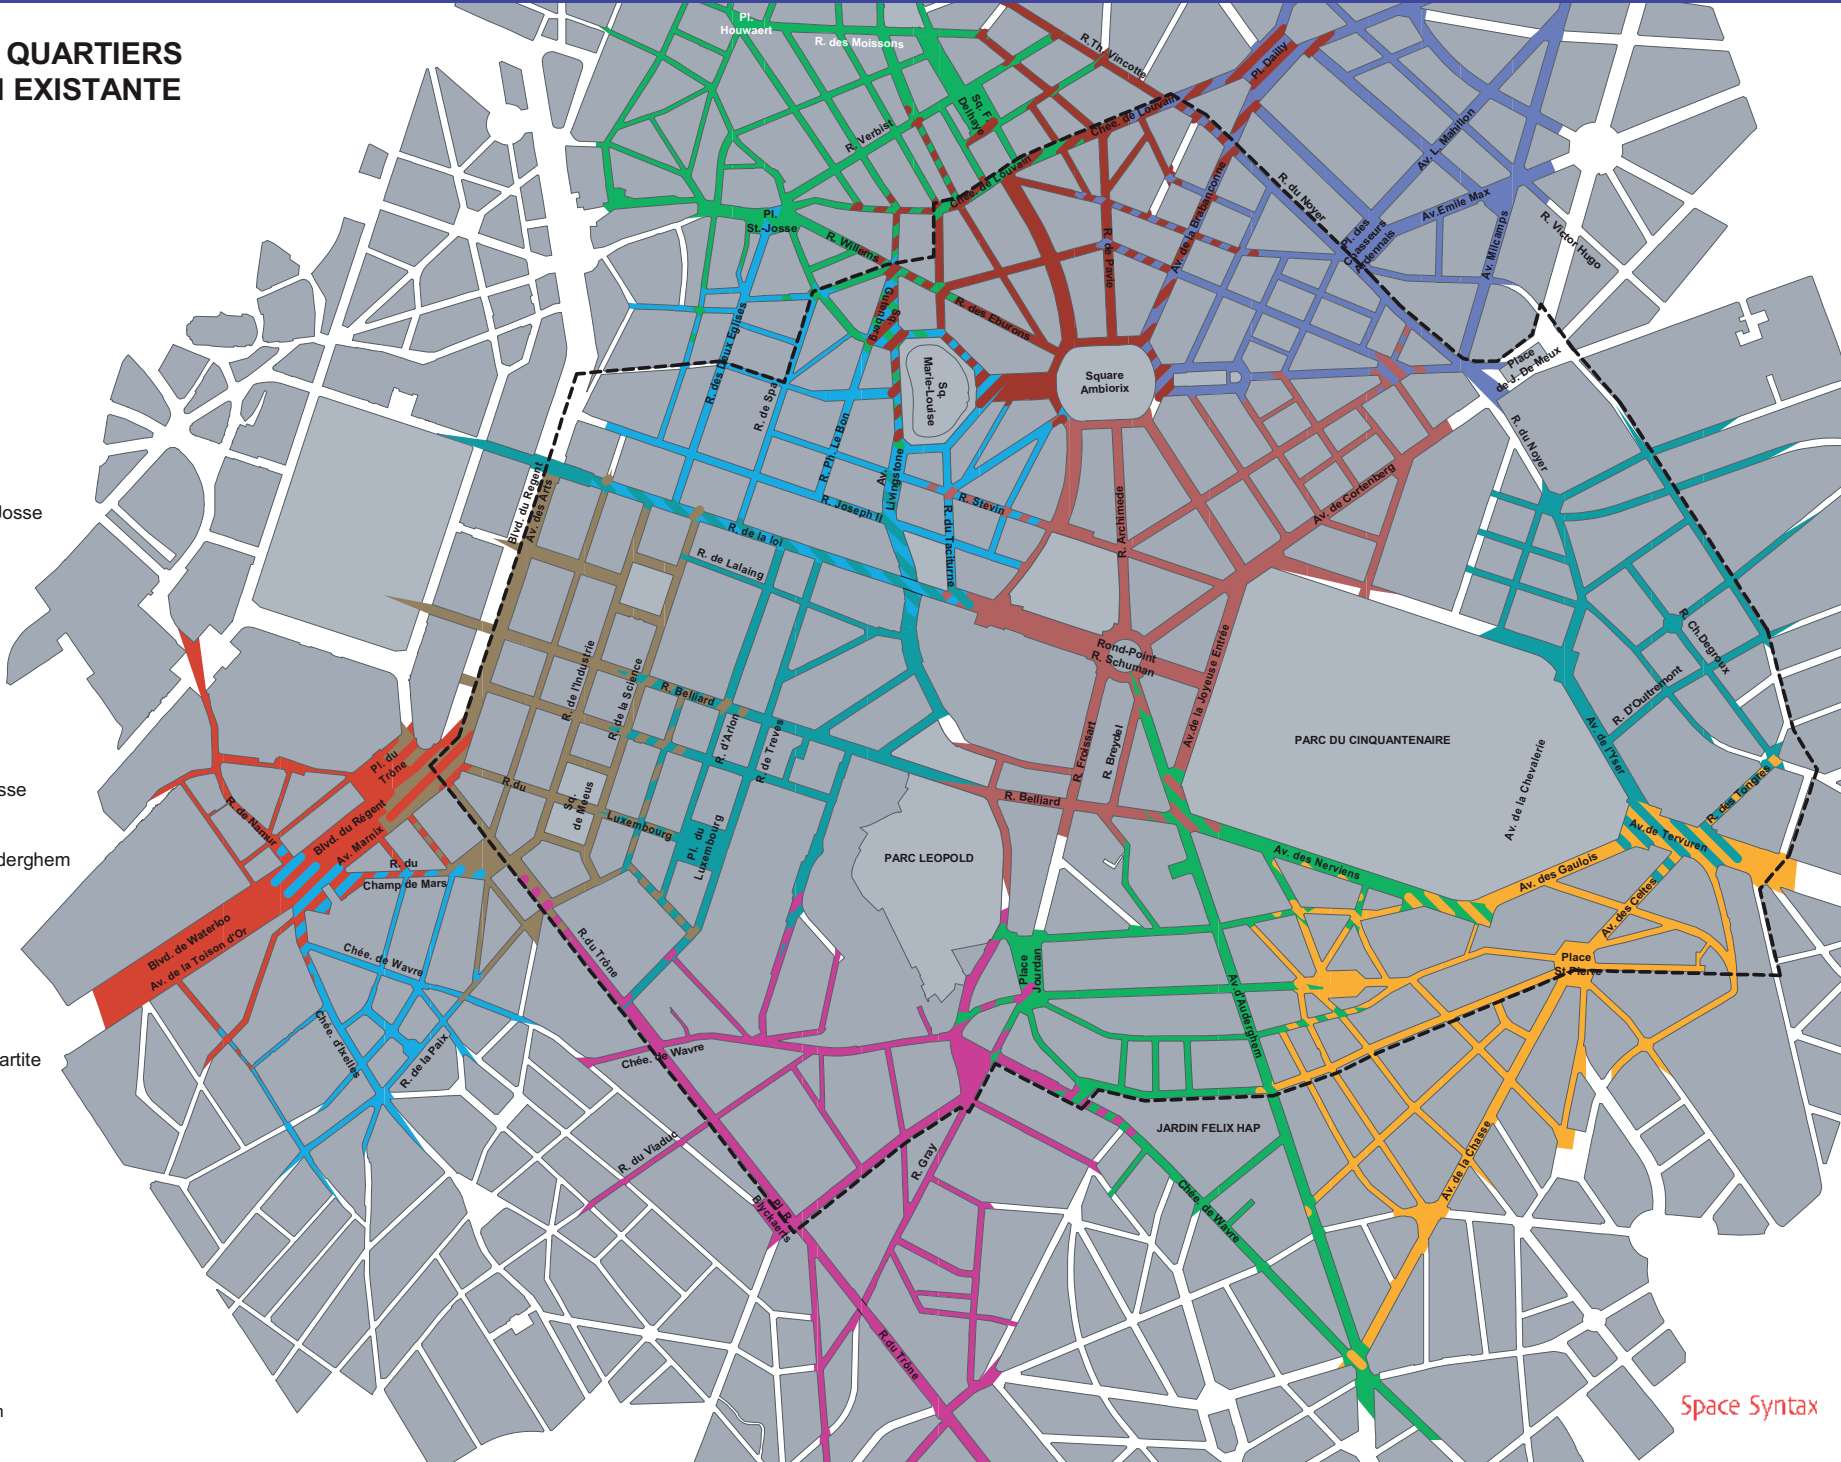 QUARTIERS
EXISTANTE
Josse
sse
derghem
artite
Pl.
Houwaert
R. des Moissons
R.Th. Vincotte
Pl. Dailly
Sq. F.
Delhaye
R. Verbist
Chée. de Louvain
Chée. de Louvain
Av. L. Mahillon
Av. de la Brabançonne
R. du Noyer
Av.Emile Max
Pl. des
Chasseurs
Ardennais
Av. Milcamps
R. Victor Hugo
Pl.
St.-Josse
R. Willems
R. de Pavie
Sq.
Gutenberg
R. des Eburons
R. des Deux Eglises
Place
de J. De Meux
Square
Ambiorix
Sq.
Marie-Louise
R. de Spa
R. Ph. Le Bon
R. du Noyer
Av.
Livingstone
Blvd. du Regent
Av. des Arts
R. Joseph II
R. Stevin
R. Archimede
Av. de Cortenberg
R. de la loi
R. du Taciturne
R. de Lalaing
R. Ch.Degroux
Rond-Point
R. Schuman
Av.de la Joyeuse Entrée
R. de l'Industrie
R. de la Science
R. Belliard
R. D'Oultremont
Av. de l'Yser
R. d'Arlon
R. de Treves
R. Froissart
R. Breydel
PARC DU CINQUANTENAIRE
Av. de la Chevalerie
Pl. du
Trône
R. du
Luxembourg
Sq.
de Meeus
R. Belliard
R. des Tongres
R. de Namur
Blvd. du Régent
Av. Marnix
Pl. du
Luxembourg
PARC LEOPOLD
Av.de Tervuren
Av. des Nerviens
Av. des Gaulois
R. du
Champ de Mars
Av. des Celtes
Blvd. de Waterloo
Av. de la Toison d'Or
Chée. de Wavre
R.du Trône
Place
Jourdan
Place
St Pierre
Av.d'Auderghem
Chée. d'Ixelles
R. de la Paix
Chée. de Wavre
R. du Viaduc
R. Gray
JARDIN FELIX HAP
Av. de la Chasse
Pl. R.
Blyckaerts
Chée. de Wavre
R.du Trône
Space Syntax